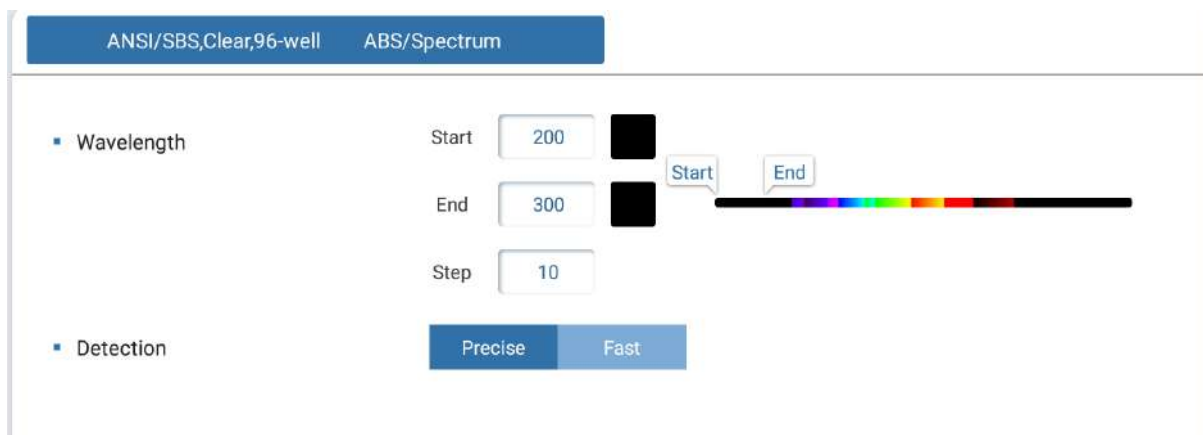 ANSI/SBS,Clear,96-well ABS/Spectrum
Wavelength
Start 200
Start End
End 300
Step 10
Detection
Precise Fast